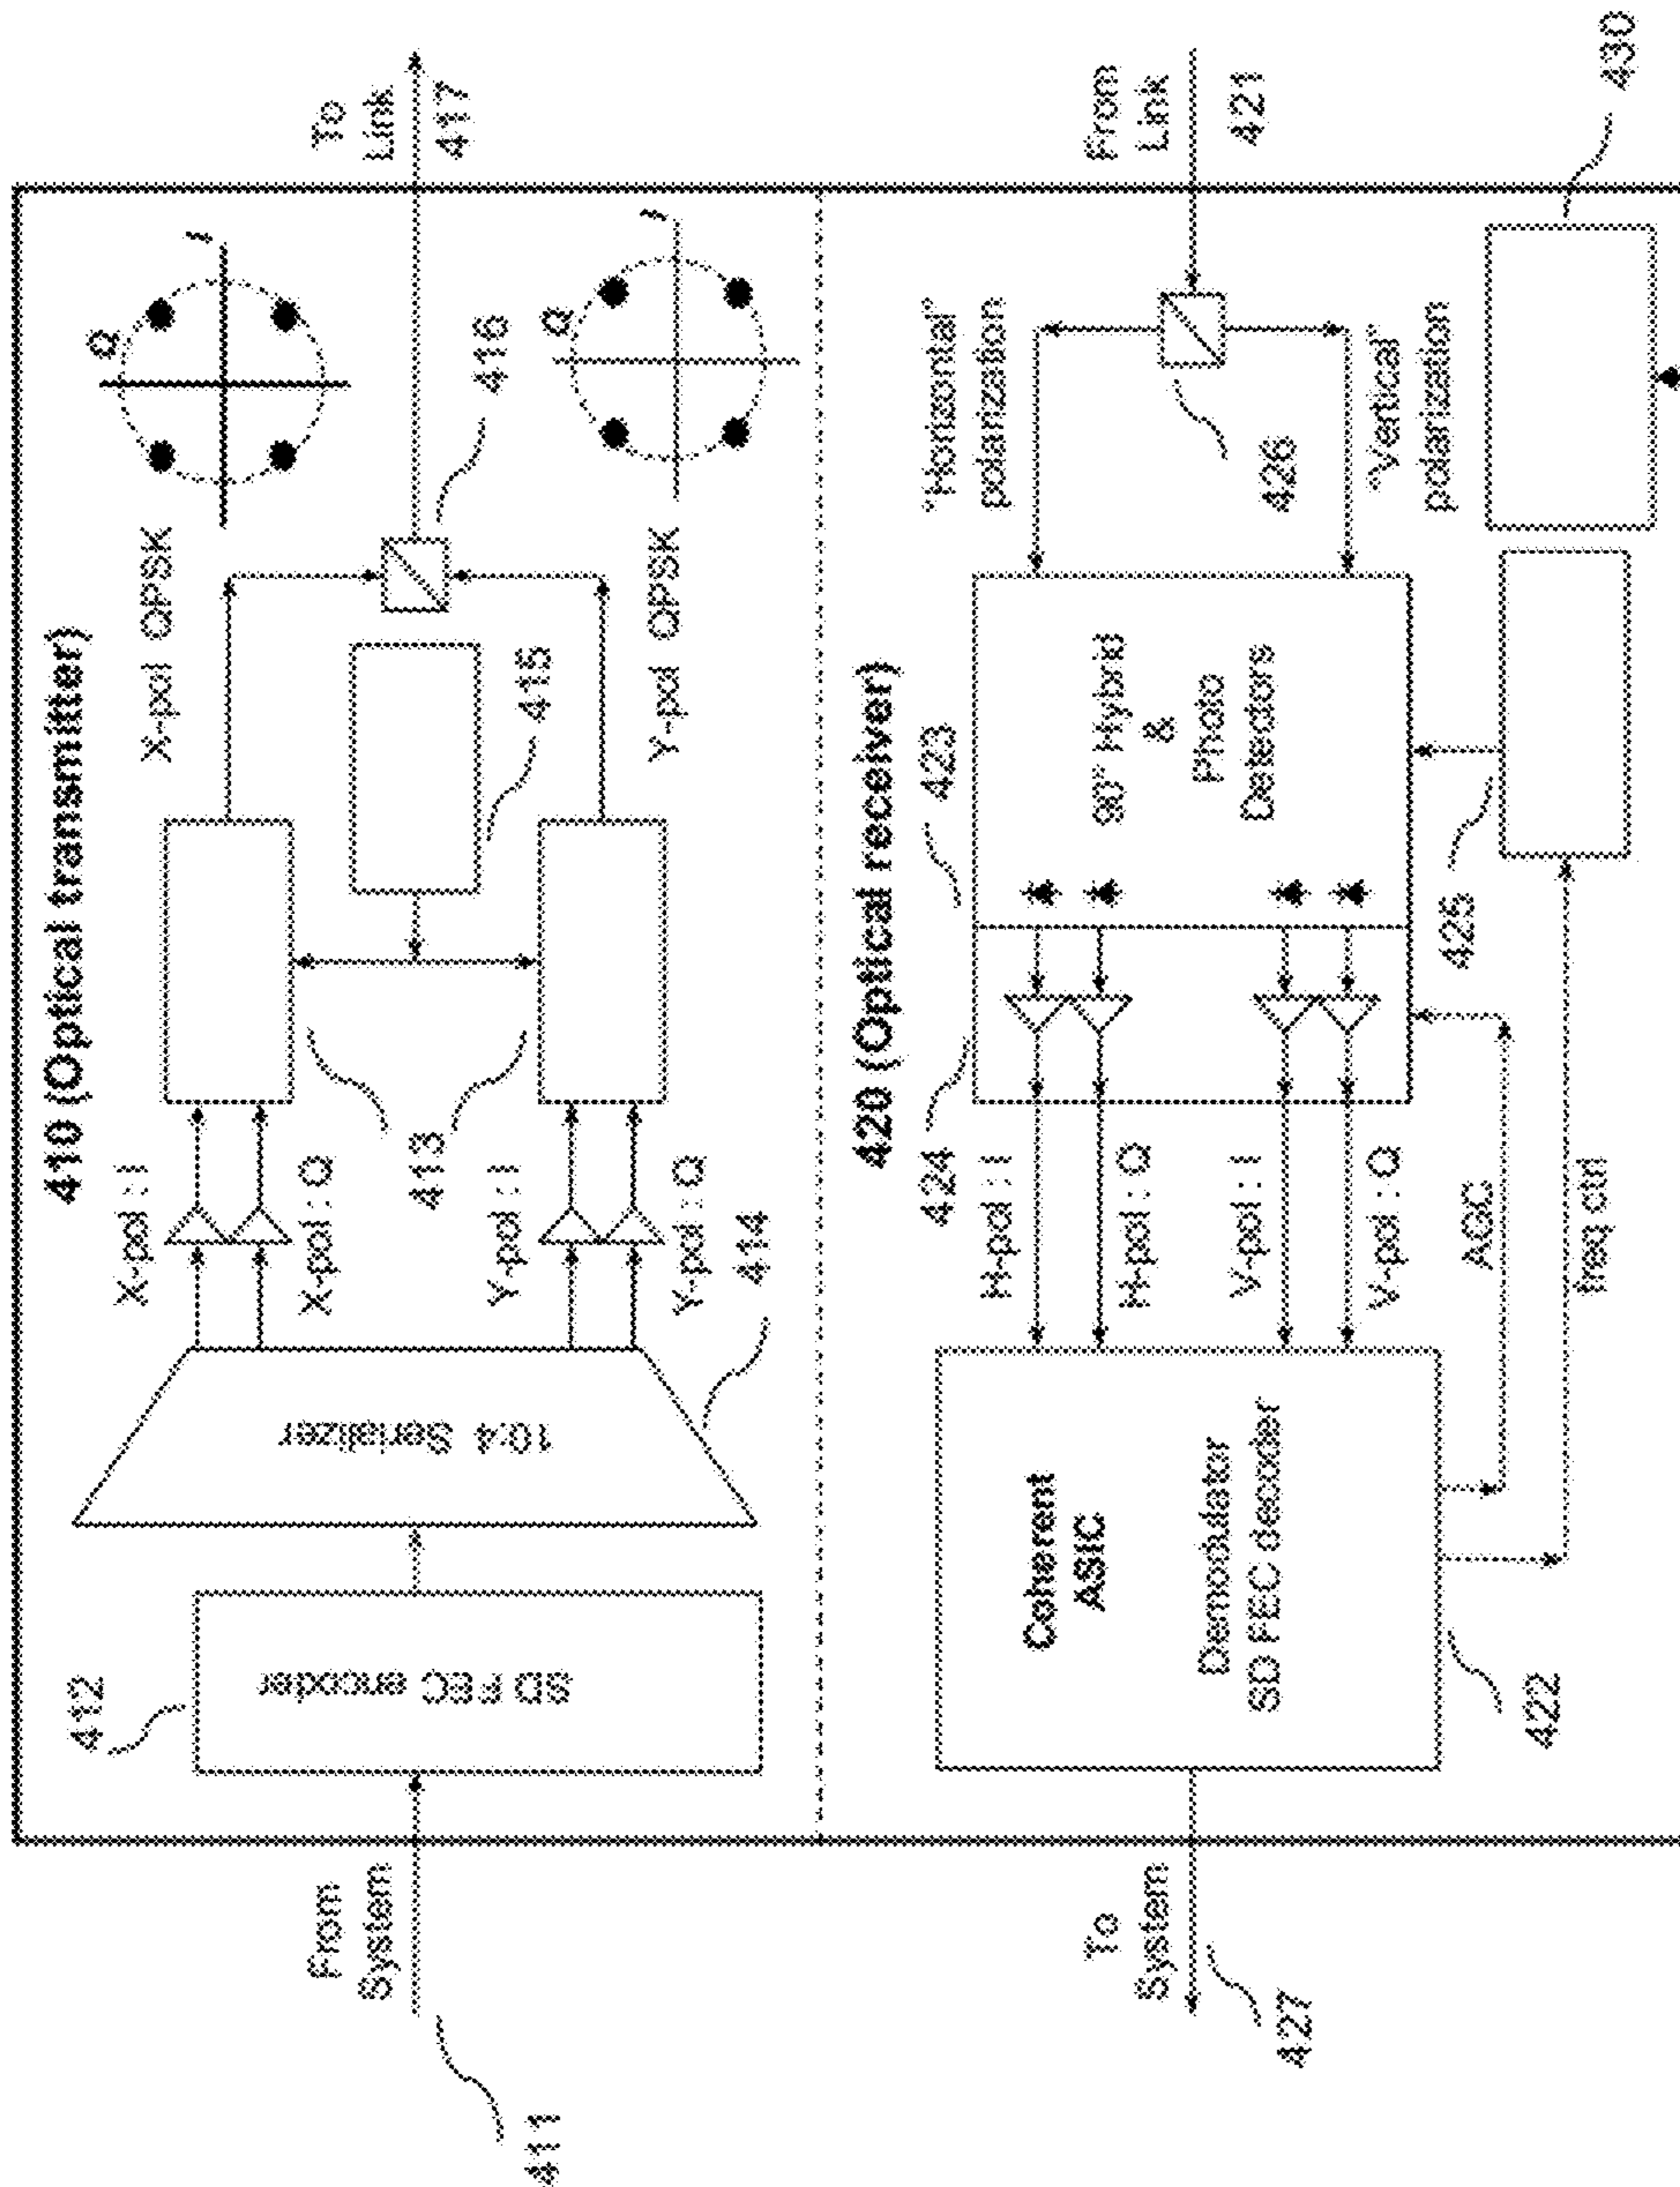 410 (Optical transmitter)
From
System
411
412
SD FEC encoder
10:4 Serializer
414
X-pol : I
X-pol : Q
Y-pol : I
Y-pol : Q
413
415
X-pol QPSK
Q
I
416
Y-pol QPSK
Q
I
To
Link
417
420 (Optical receiver)
To
System
427
Coherent
ASIC
Demodulator
SD FEC decoder
422
H-pol : I
H-pol : Q
V-pol : I
V-pol : Q
AGC
freq ctrl
424
423
90° Hybrid
&
Photo
Detectors
425
"Horizontal"
polarization
426
"Vertical"
polarization
From
Link
421
430